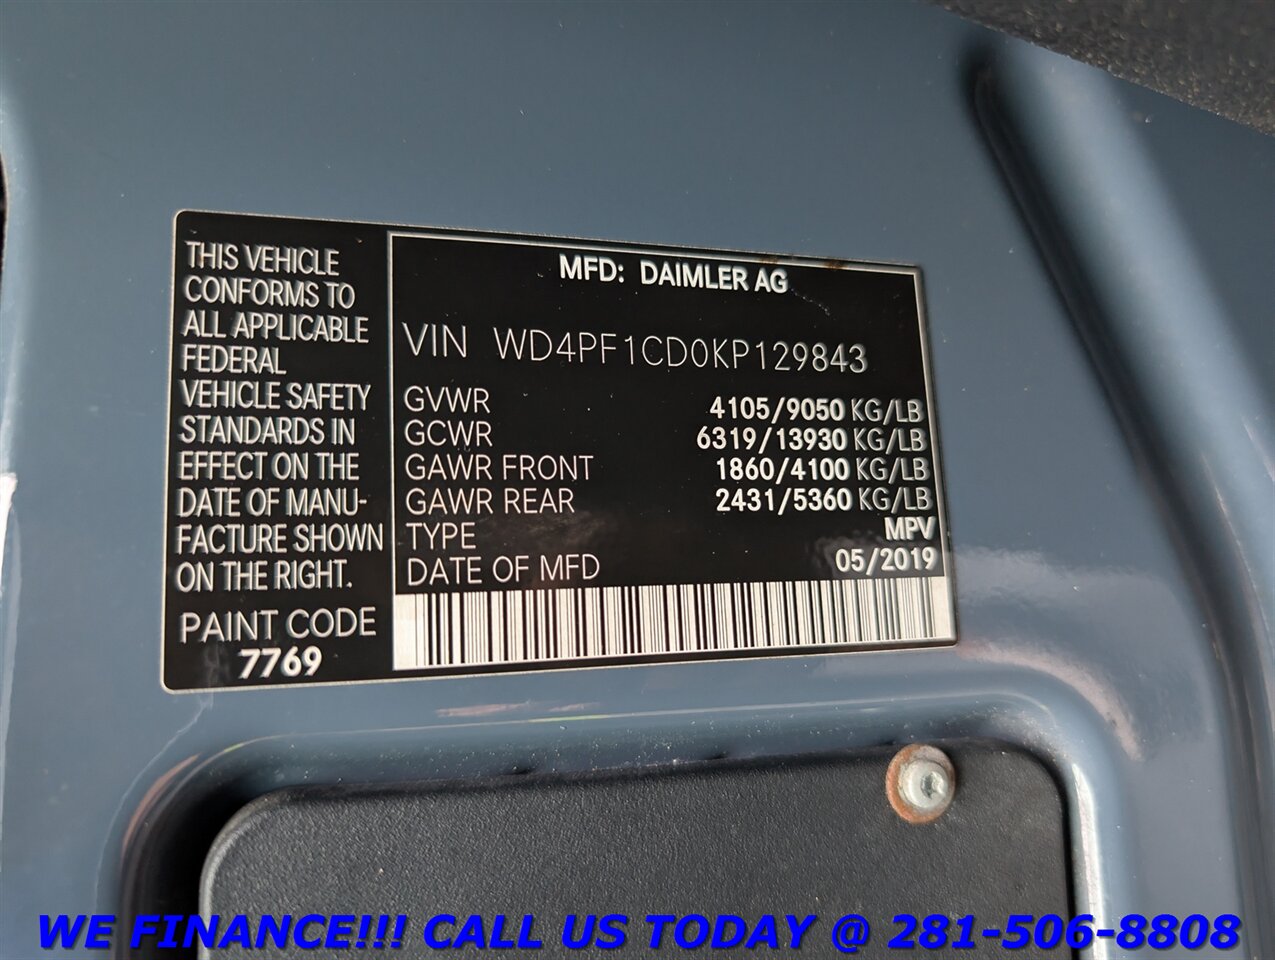 THIS VEHICLE
CONFORMS TO
ALL APPLICABLE
FEDERAL
VEHICLE SAFETY
STANDARDS IN
EFFECT ON THE
DATE OF MANU-
FACTURE SHOWN
ON THE RIGHT.
PAINT CODE
7769
MFD: DAIMLER AG
VIN WD4PF1CD0KP129843
GVWR 4105/9050 KG/LB
GCWR 6319/13930 KG/LB
GAWR FRONT 1860/4100 KG/LB
GAWR REAR 2431/5360 KG/LB
TYPE MPV
DATE OF MFD 05/2019
WE FINANCE!!! CALL US TODAY @ 281-506-8808